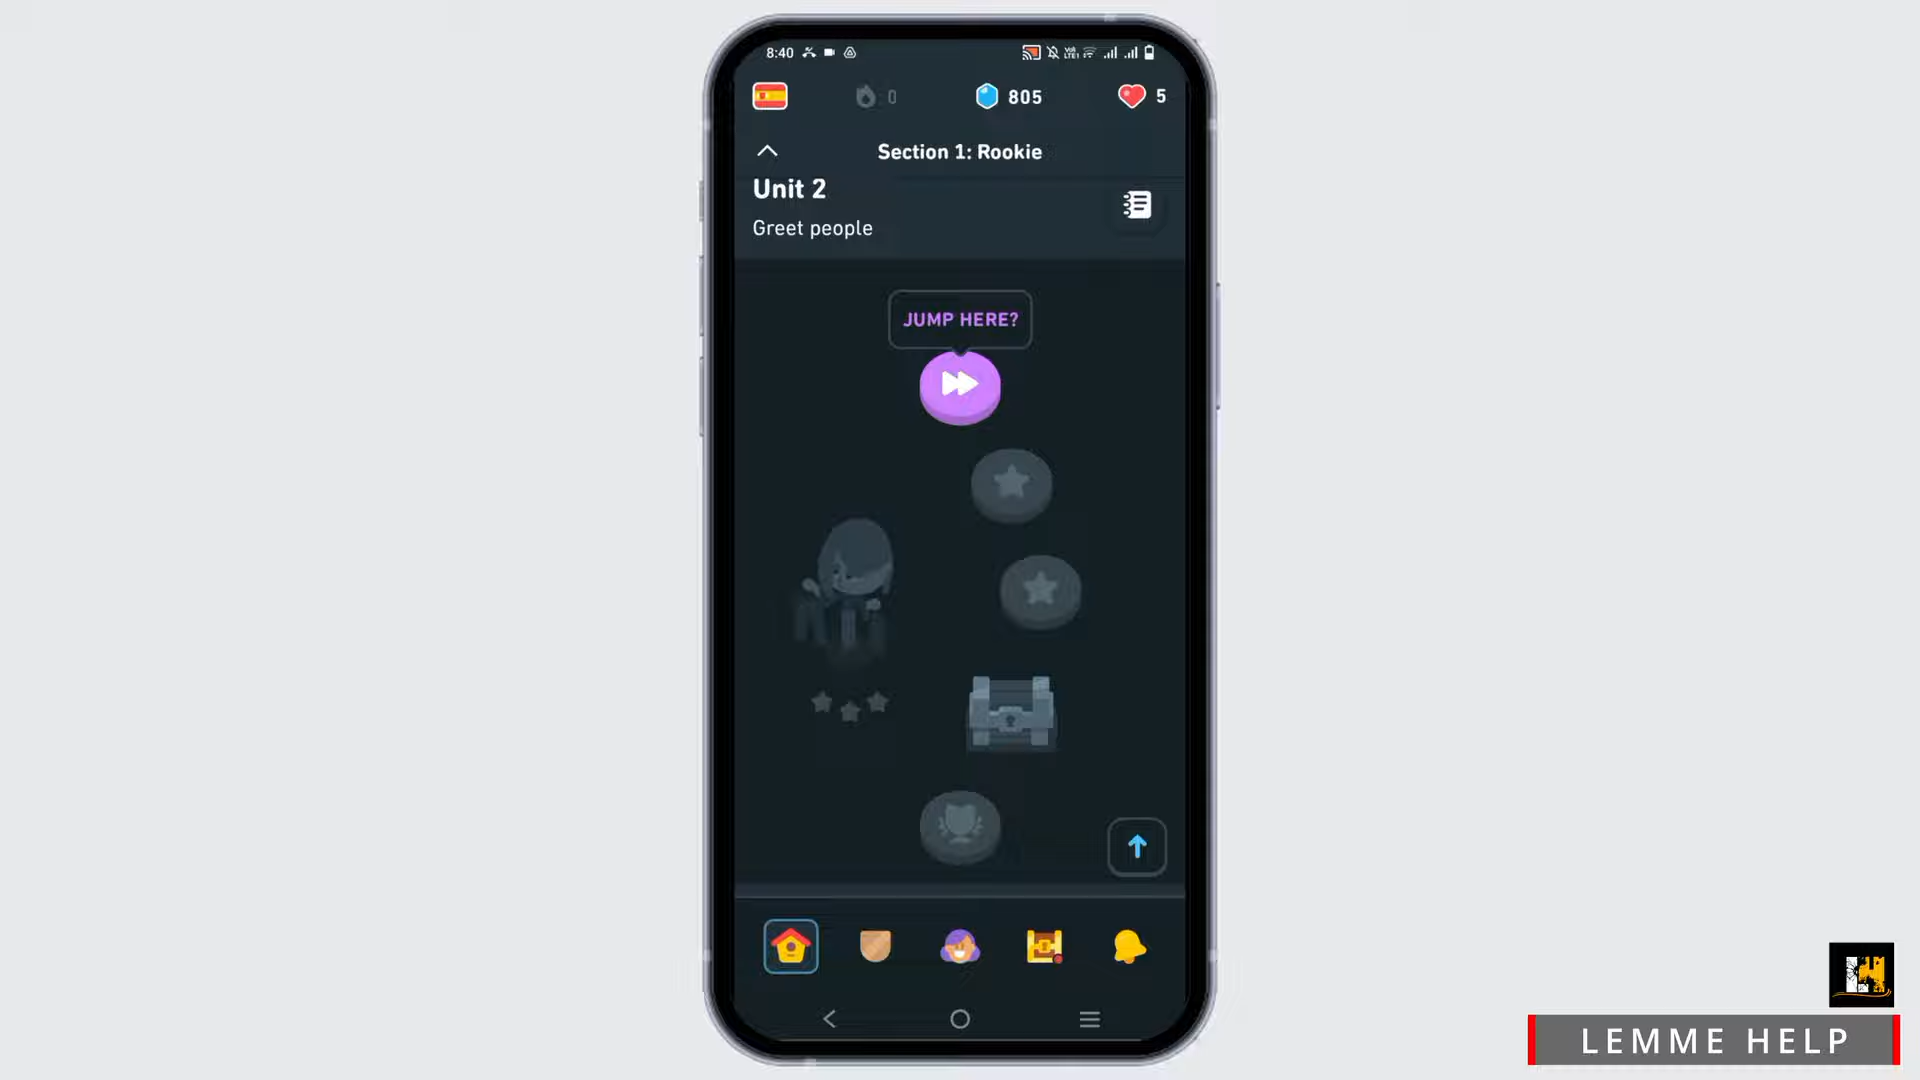 8:40
0
805
5
Section 1: Rookie
Unit 2
Greet people
JUMP HERE?
LEMME HELP